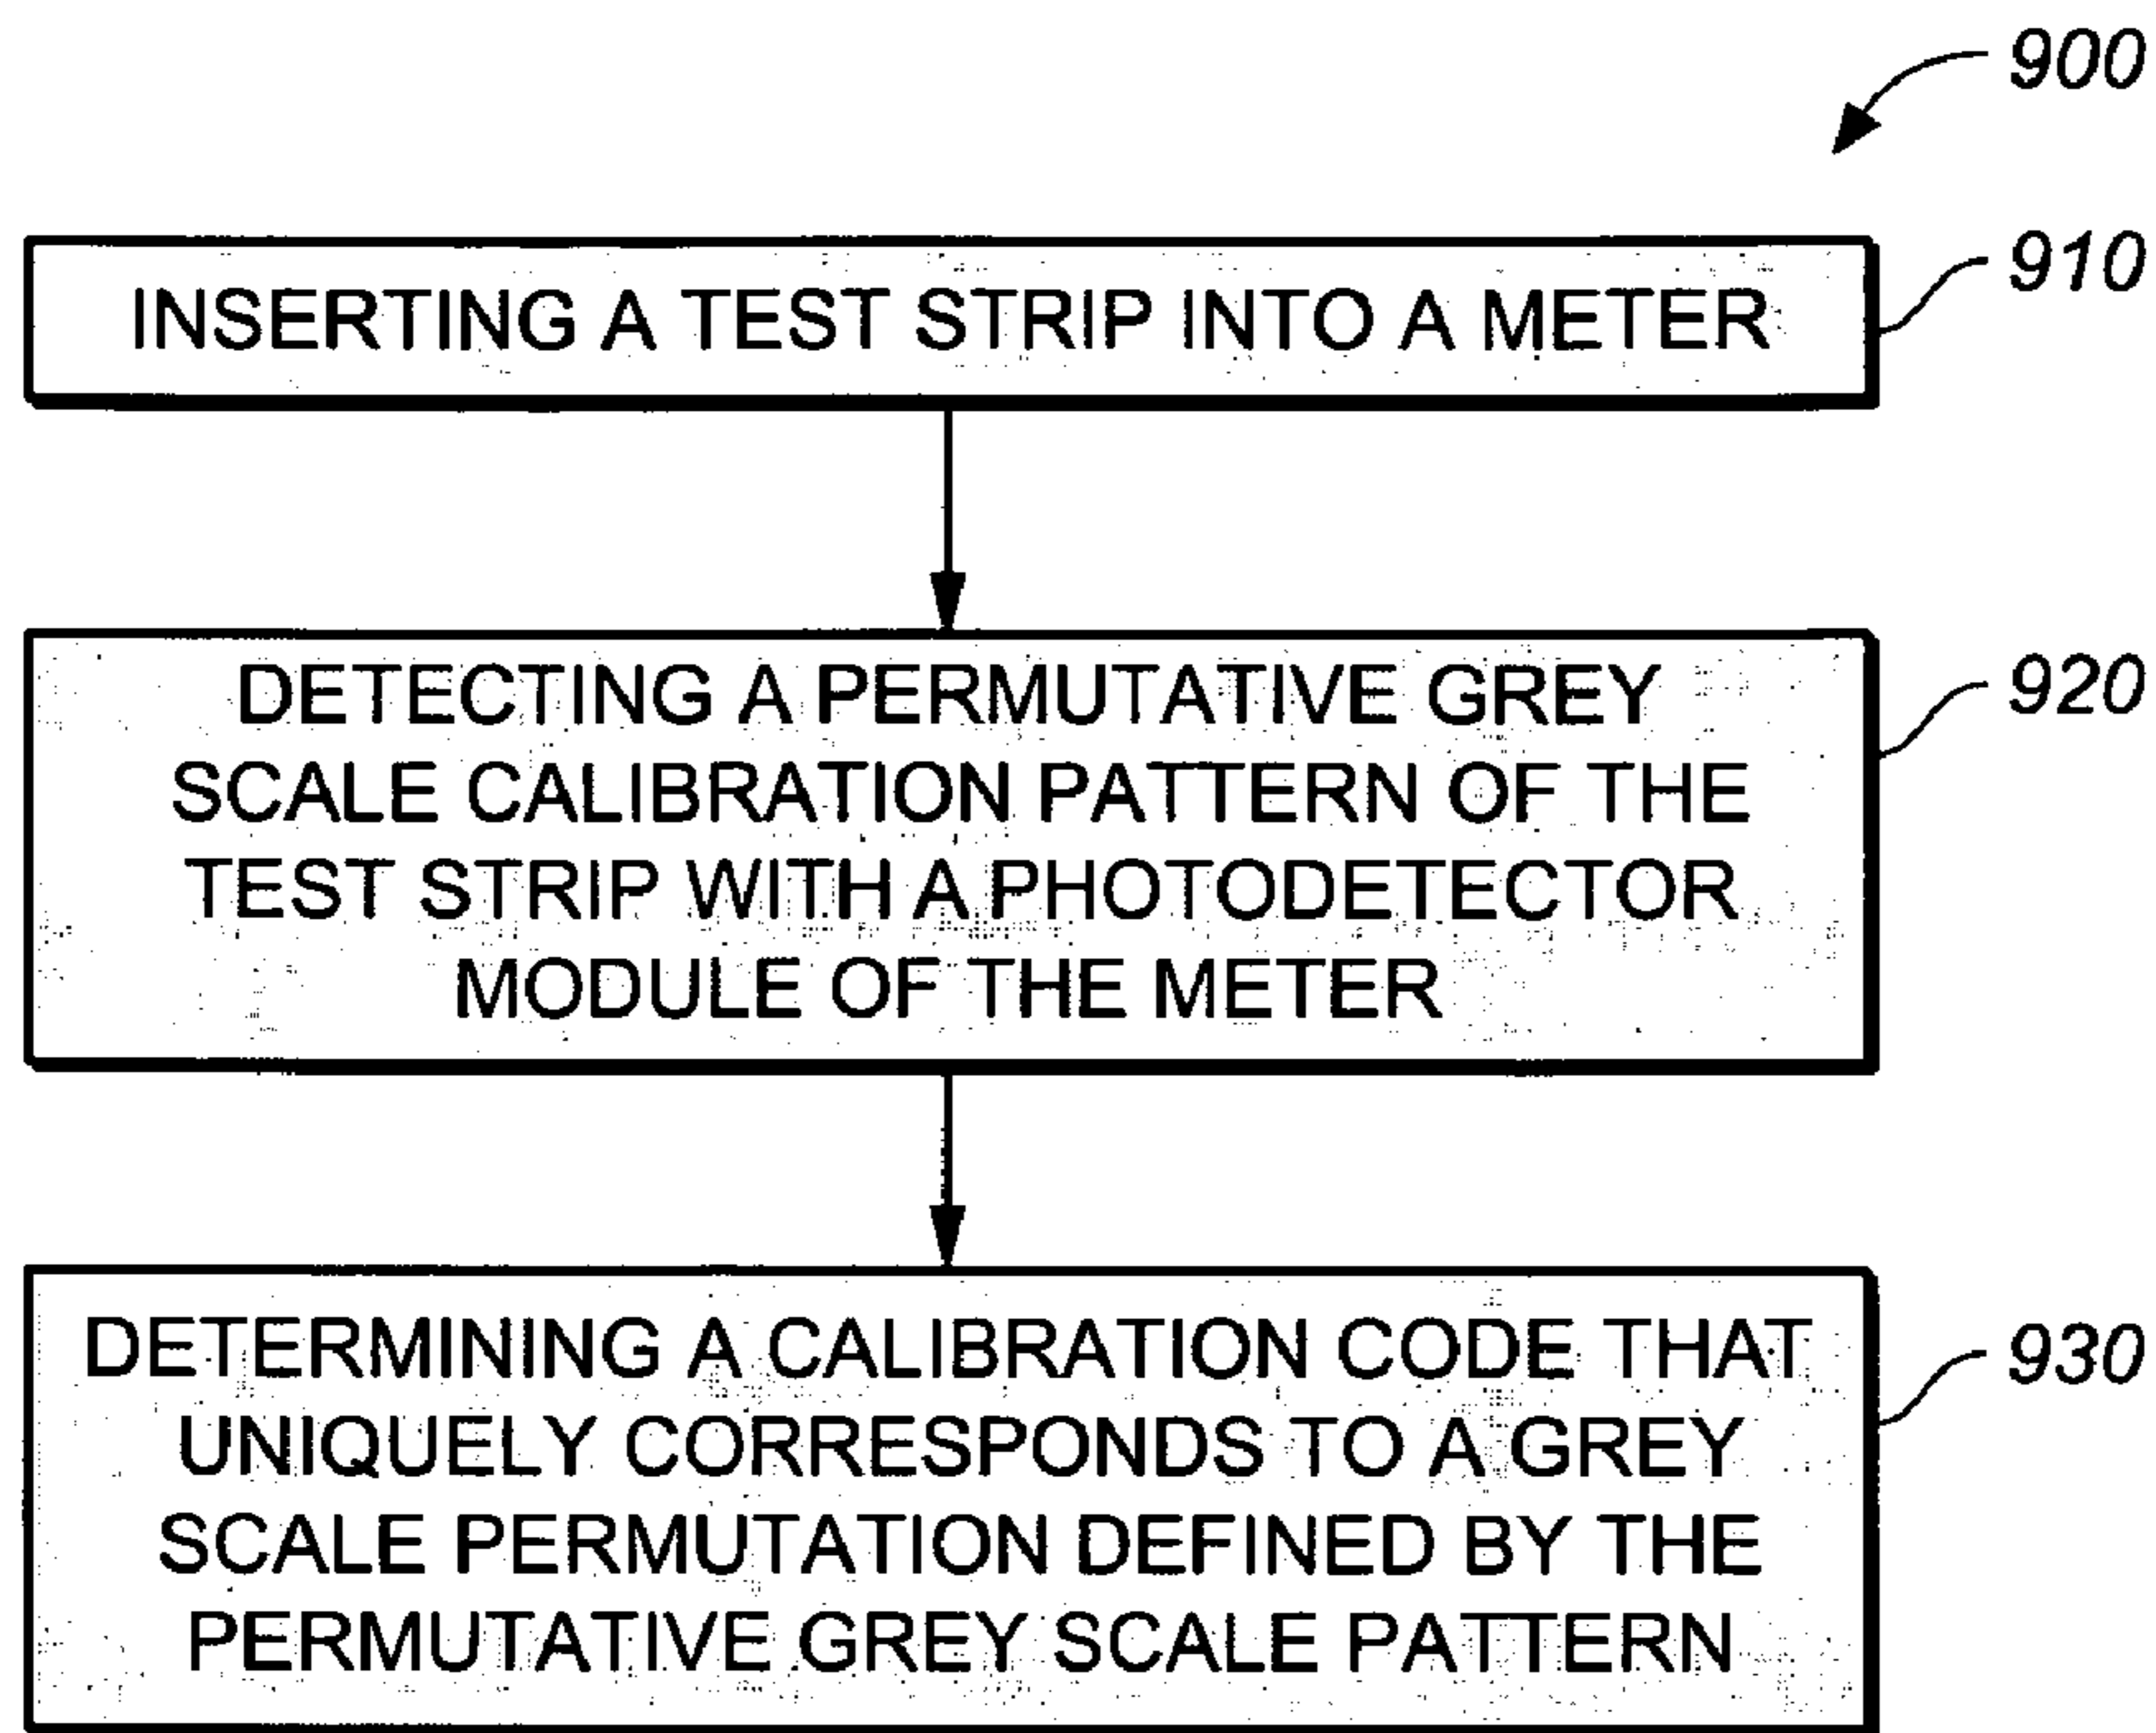 900
INSERTING A TEST STRIP INTO A METER
910
DETECTING A PERMUTATIVE GREY
SCALE CALIBRATION PATTERN OF THE
TEST STRIP WITH A PHOTODETECTOR
MODULE OF THE METER
920
DETERMINING A CALIBRATION CODE THAT
UNIQUELY CORRESPONDS TO A GREY
SCALE PERMUTATION DEFINED BY THE
PERMUTATIVE GREY SCALE PATTERN
930